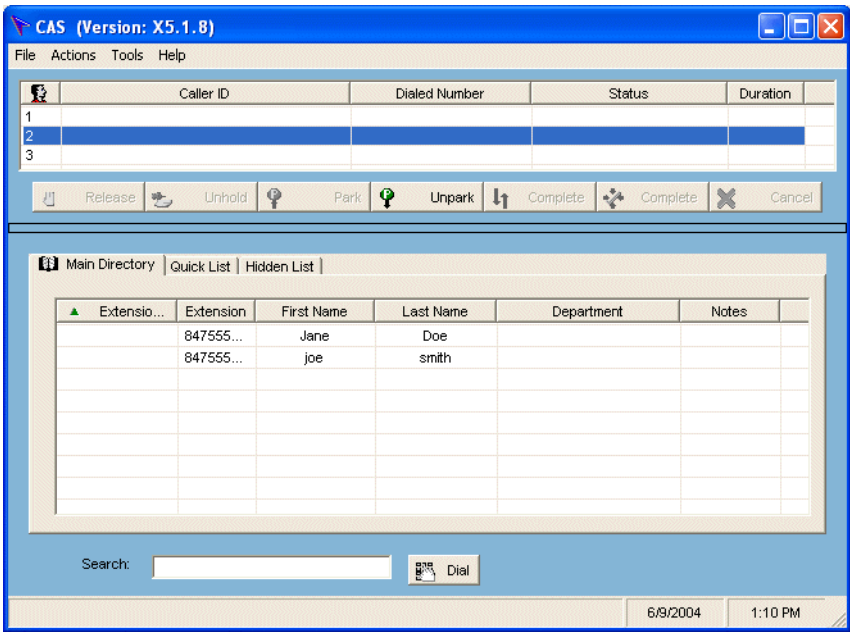 CAS (Version: X5.1.8)
File Actions Tools Help
Caller ID Dialed Number Status Duration
1
2
3
Release Unhold Park Unpark Complete Complete Cancel
Main Directory Quick List Hidden List
Extensio... Extension First Name Last Name Department Notes
847555... Jane Doe
847555... joe smith
Search: Dial
6/9/2004 1:10 PM